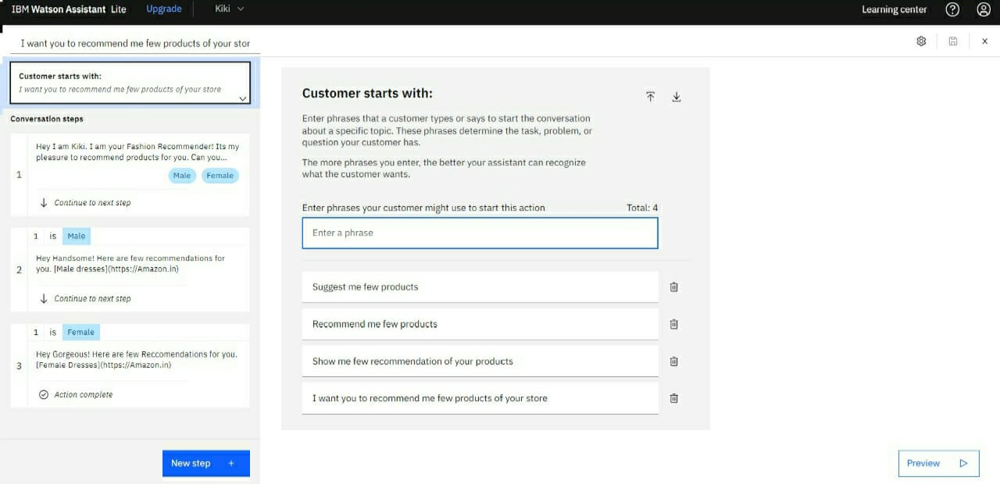 IBM Watson Assistant Lite Upgrade Kiki Learning center
I want you to recommend me few products of your stor
Customer starts with:
I want you to recommend me few products of your store
Conversation steps
1
Hey I am Kiki. I am your Fashion Recommender! Its my
pleasure to recommend products for you. Can you...
Male Female
Continue to next step
1 is Male
2
Hey Handsome! Here are few recommendations for
you. [Male dresses](https://Amazon.in)
Continue to next step
1 is Female
3
Hey Gorgeous! Here are few Reccomendations for you.
[Female Dresses](https://Amazon.in)
Action complete
New step +
Customer starts with:
Enter phrases that a customer types or says to start the conversation
about a specific topic. These phrases determine the task, problem, or
question your customer has.
The more phrases you enter, the better your assistant can recognize
what the customer wants.
Enter phrases your customer might use to start this action Total: 4
Enter a phrase
Suggest me few products
Recommend me few products
Show me few recommendation of your products
I want you to recommend me few products of your store
Preview